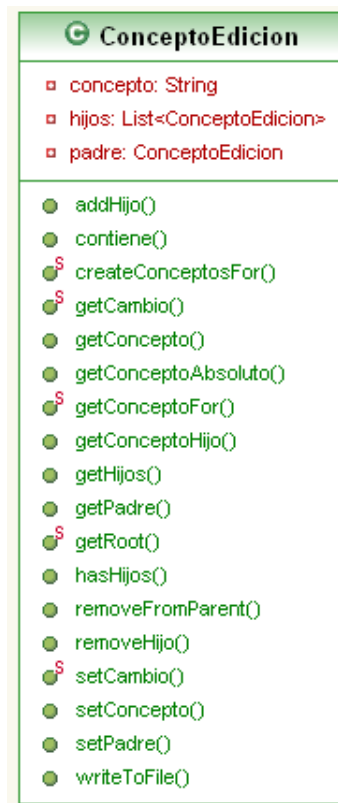 C ConceptoEdicion
concepto: String
hijos: List<ConceptoEdicion>
padre: ConceptoEdicion
addHijo()
contiene()
S createConceptosFor()
S getCambio()
getConcepto()
getConceptoAbsoluto()
S getConceptoFor()
getConceptoHijo()
getHijos()
getPadre()
S getRoot()
hasHijos()
removeFromParent()
removeHijo()
S setCambio()
setConcepto()
setPadre()
writeToFile()